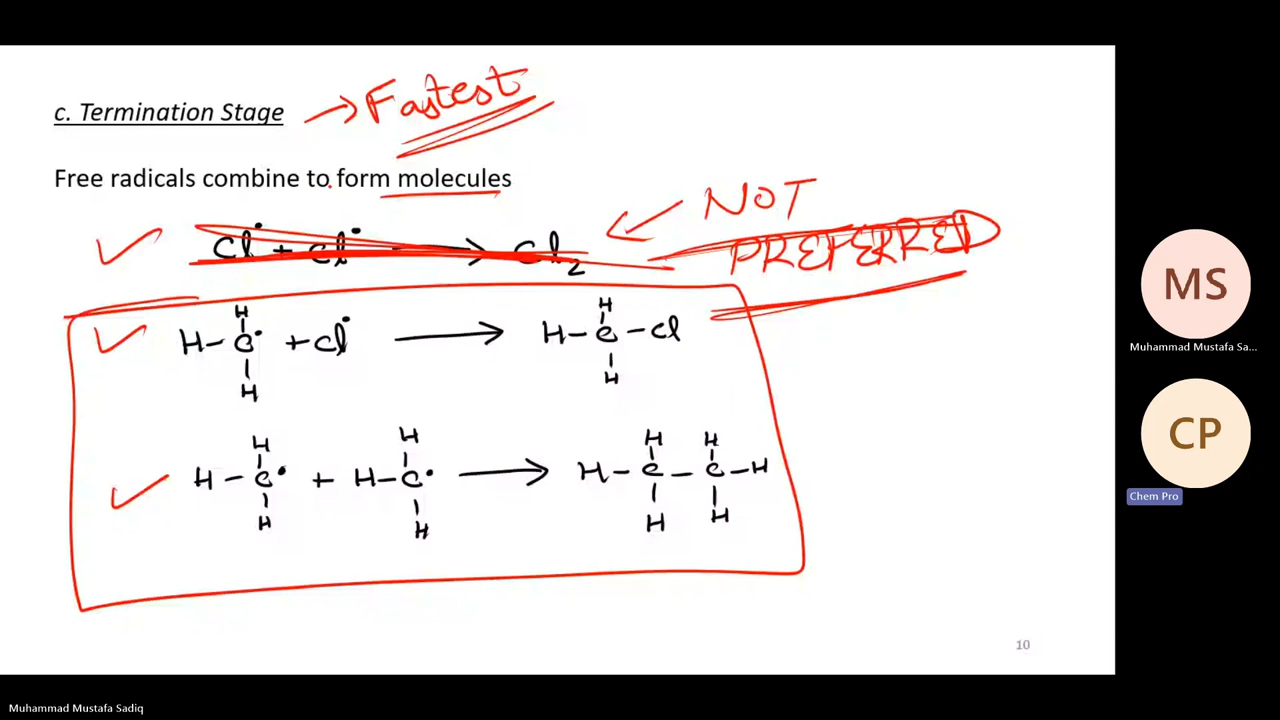 c. Termination Stage → Fastest
Free radicals combine to form molecules
NOT
PREFERRED
Cl• + Cl• → Cl₂
H
H
H–C• + Cl• → H–C–Cl
H
H
H H H H
H–C• + H–C• → H–C–C–H
H H H H
10
MS
Muhammad Mustafa Sa...
CP
Chem Pro
Muhammad Mustafa Sadiq